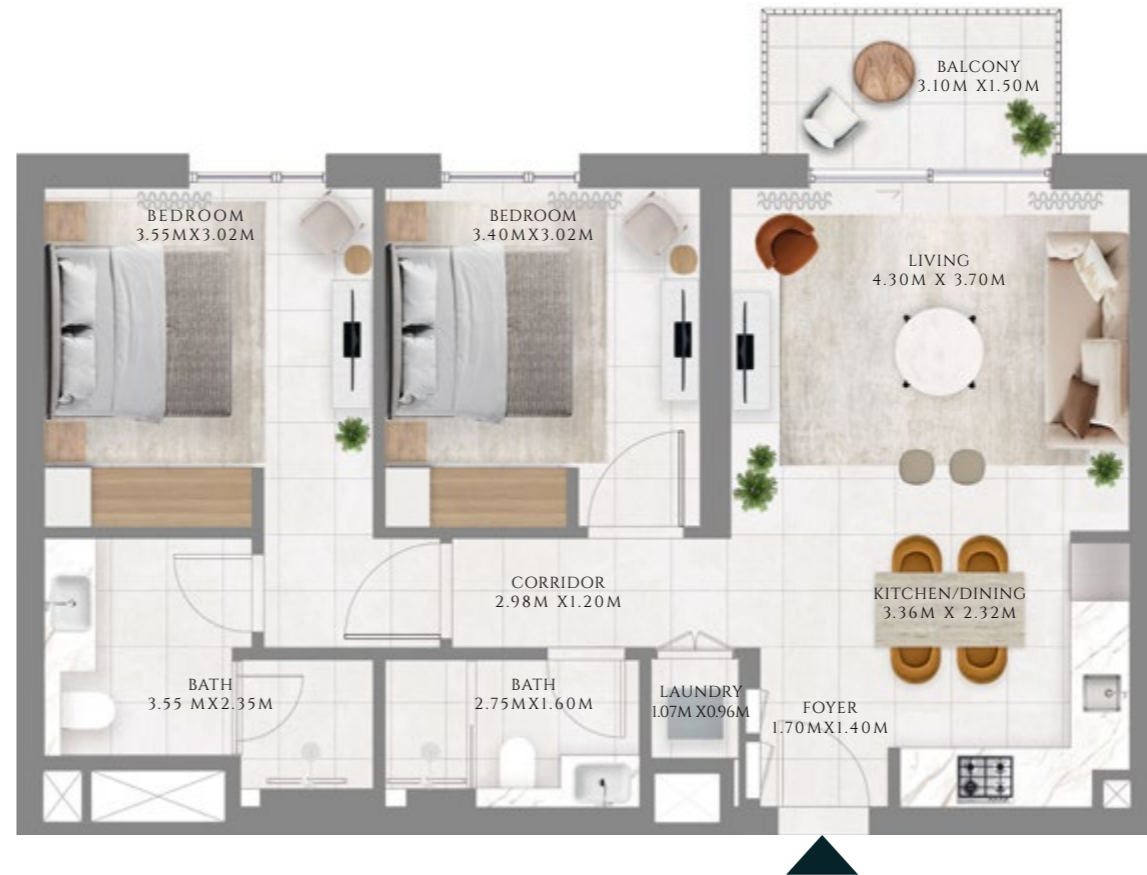 BALCONY
3.10M X1.50M
BEDROOM
3.55MX3.02M
BEDROOM
3.40MX3.02M
LIVING
4.30M X 3.70M
CORRIDOR
2.98M X1.20M
KITCHEN/DINING
3.36M X 2.32M
BATH
3.55 MX2.35M
BATH
2.75MX1.60M
LAUNDRY
1.07M X0.96M
FOYER
1.70MX1.40M